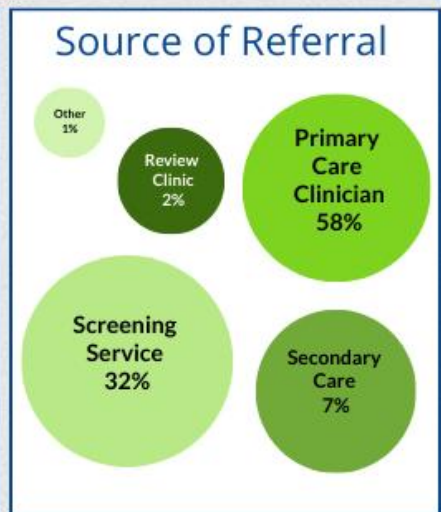 Source of Referral
Other
1%
Review
Clinic
2%
Primary
Care
Clinician
58%
Screening
Service
32%
Secondary
Care
7%